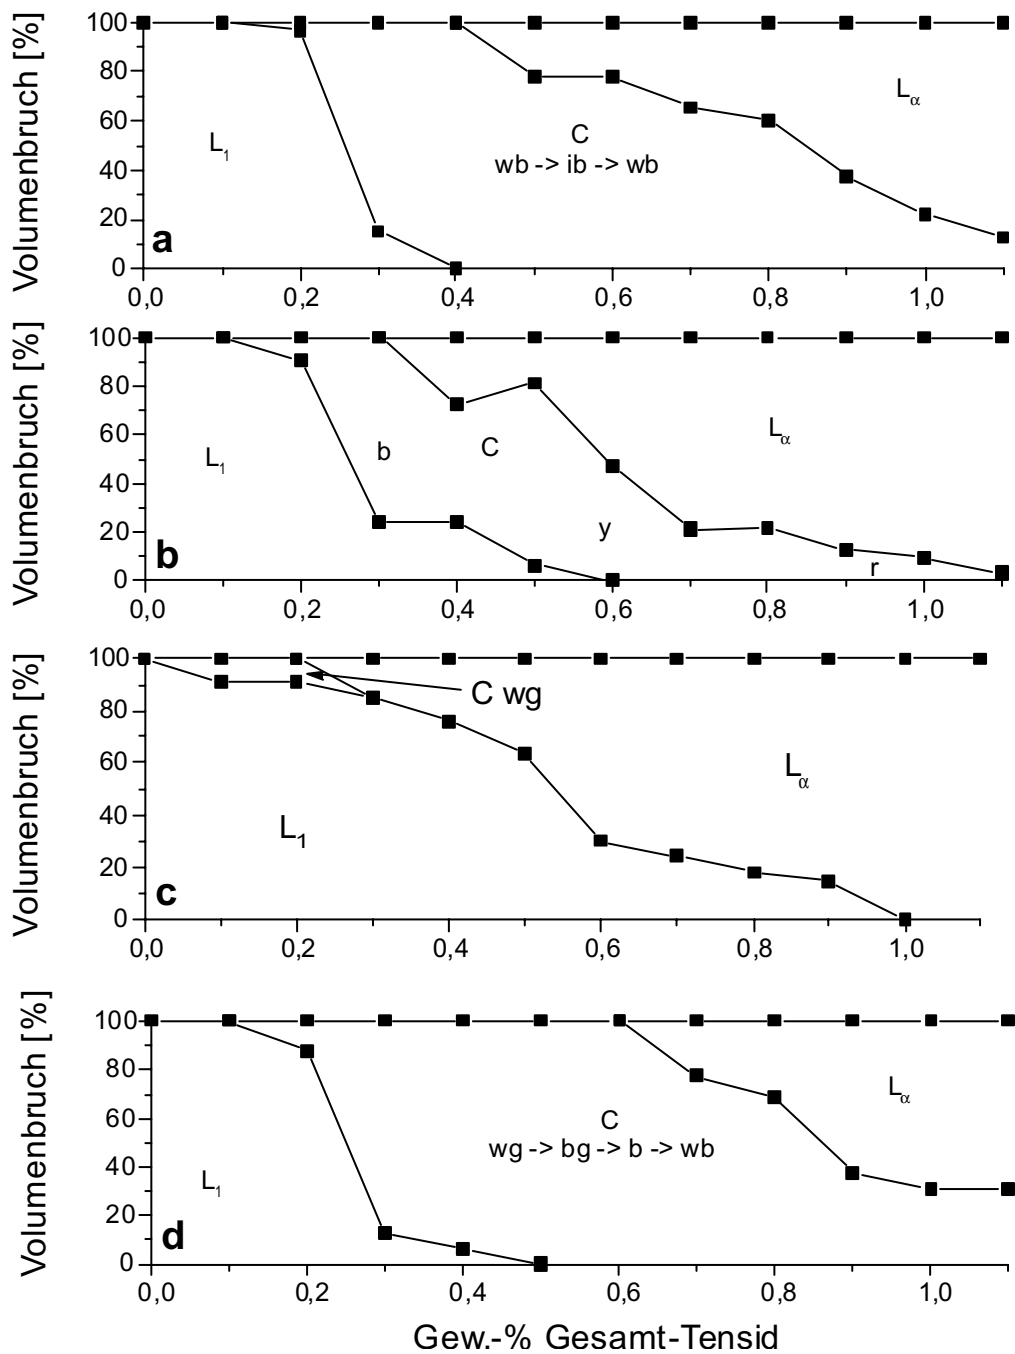 Volumenbruch [%]
100
80
60
40
20
0
L₁
C
wb -> ib -> wb
Lα
a
0,0 0,2 0,4 0,6 0,8 1,0
Volumenbruch [%]
100
80
60
40
20
0
L₁
b
C
y
r
Lα
b
0,0 0,2 0,4 0,6 0,8 1,0
Volumenbruch [%]
100
80
60
40
20
0
C wg
L₁
Lα
c
0,0 0,2 0,4 0,6 0,8 1,0
Volumenbruch [%]
100
80
60
40
20
0
L₁
C
wg -> bg -> b -> wb
Lα
d
0,0 0,2 0,4 0,6 0,8 1,0
Gew.-% Gesamt-Tensid